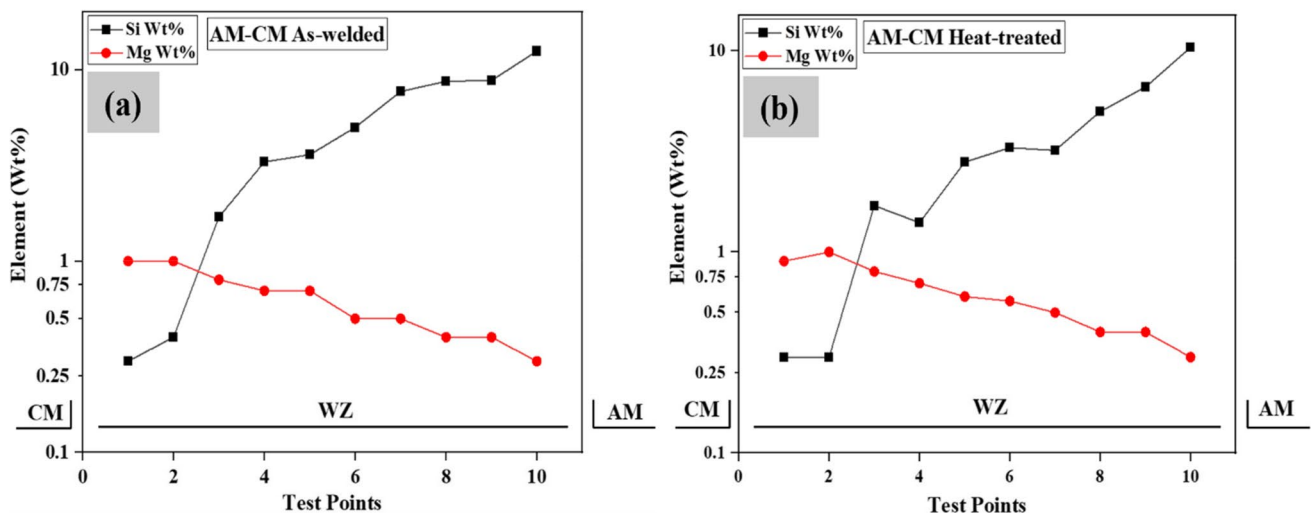 Si Wt%
Mg Wt%
AM-CM As-welded
(a)
Element (Wt%)
10
1
0.75
0.5
0.25
0.1
CM
WZ
AM
0 2 4 6 8 10
Test Points
Si Wt%
Mg Wt%
AM-CM Heat-treated
(b)
Element (Wt%)
10
1
0.75
0.5
0.25
0.1
CM
WZ
AM
0 2 4 6 8 10
Test Points